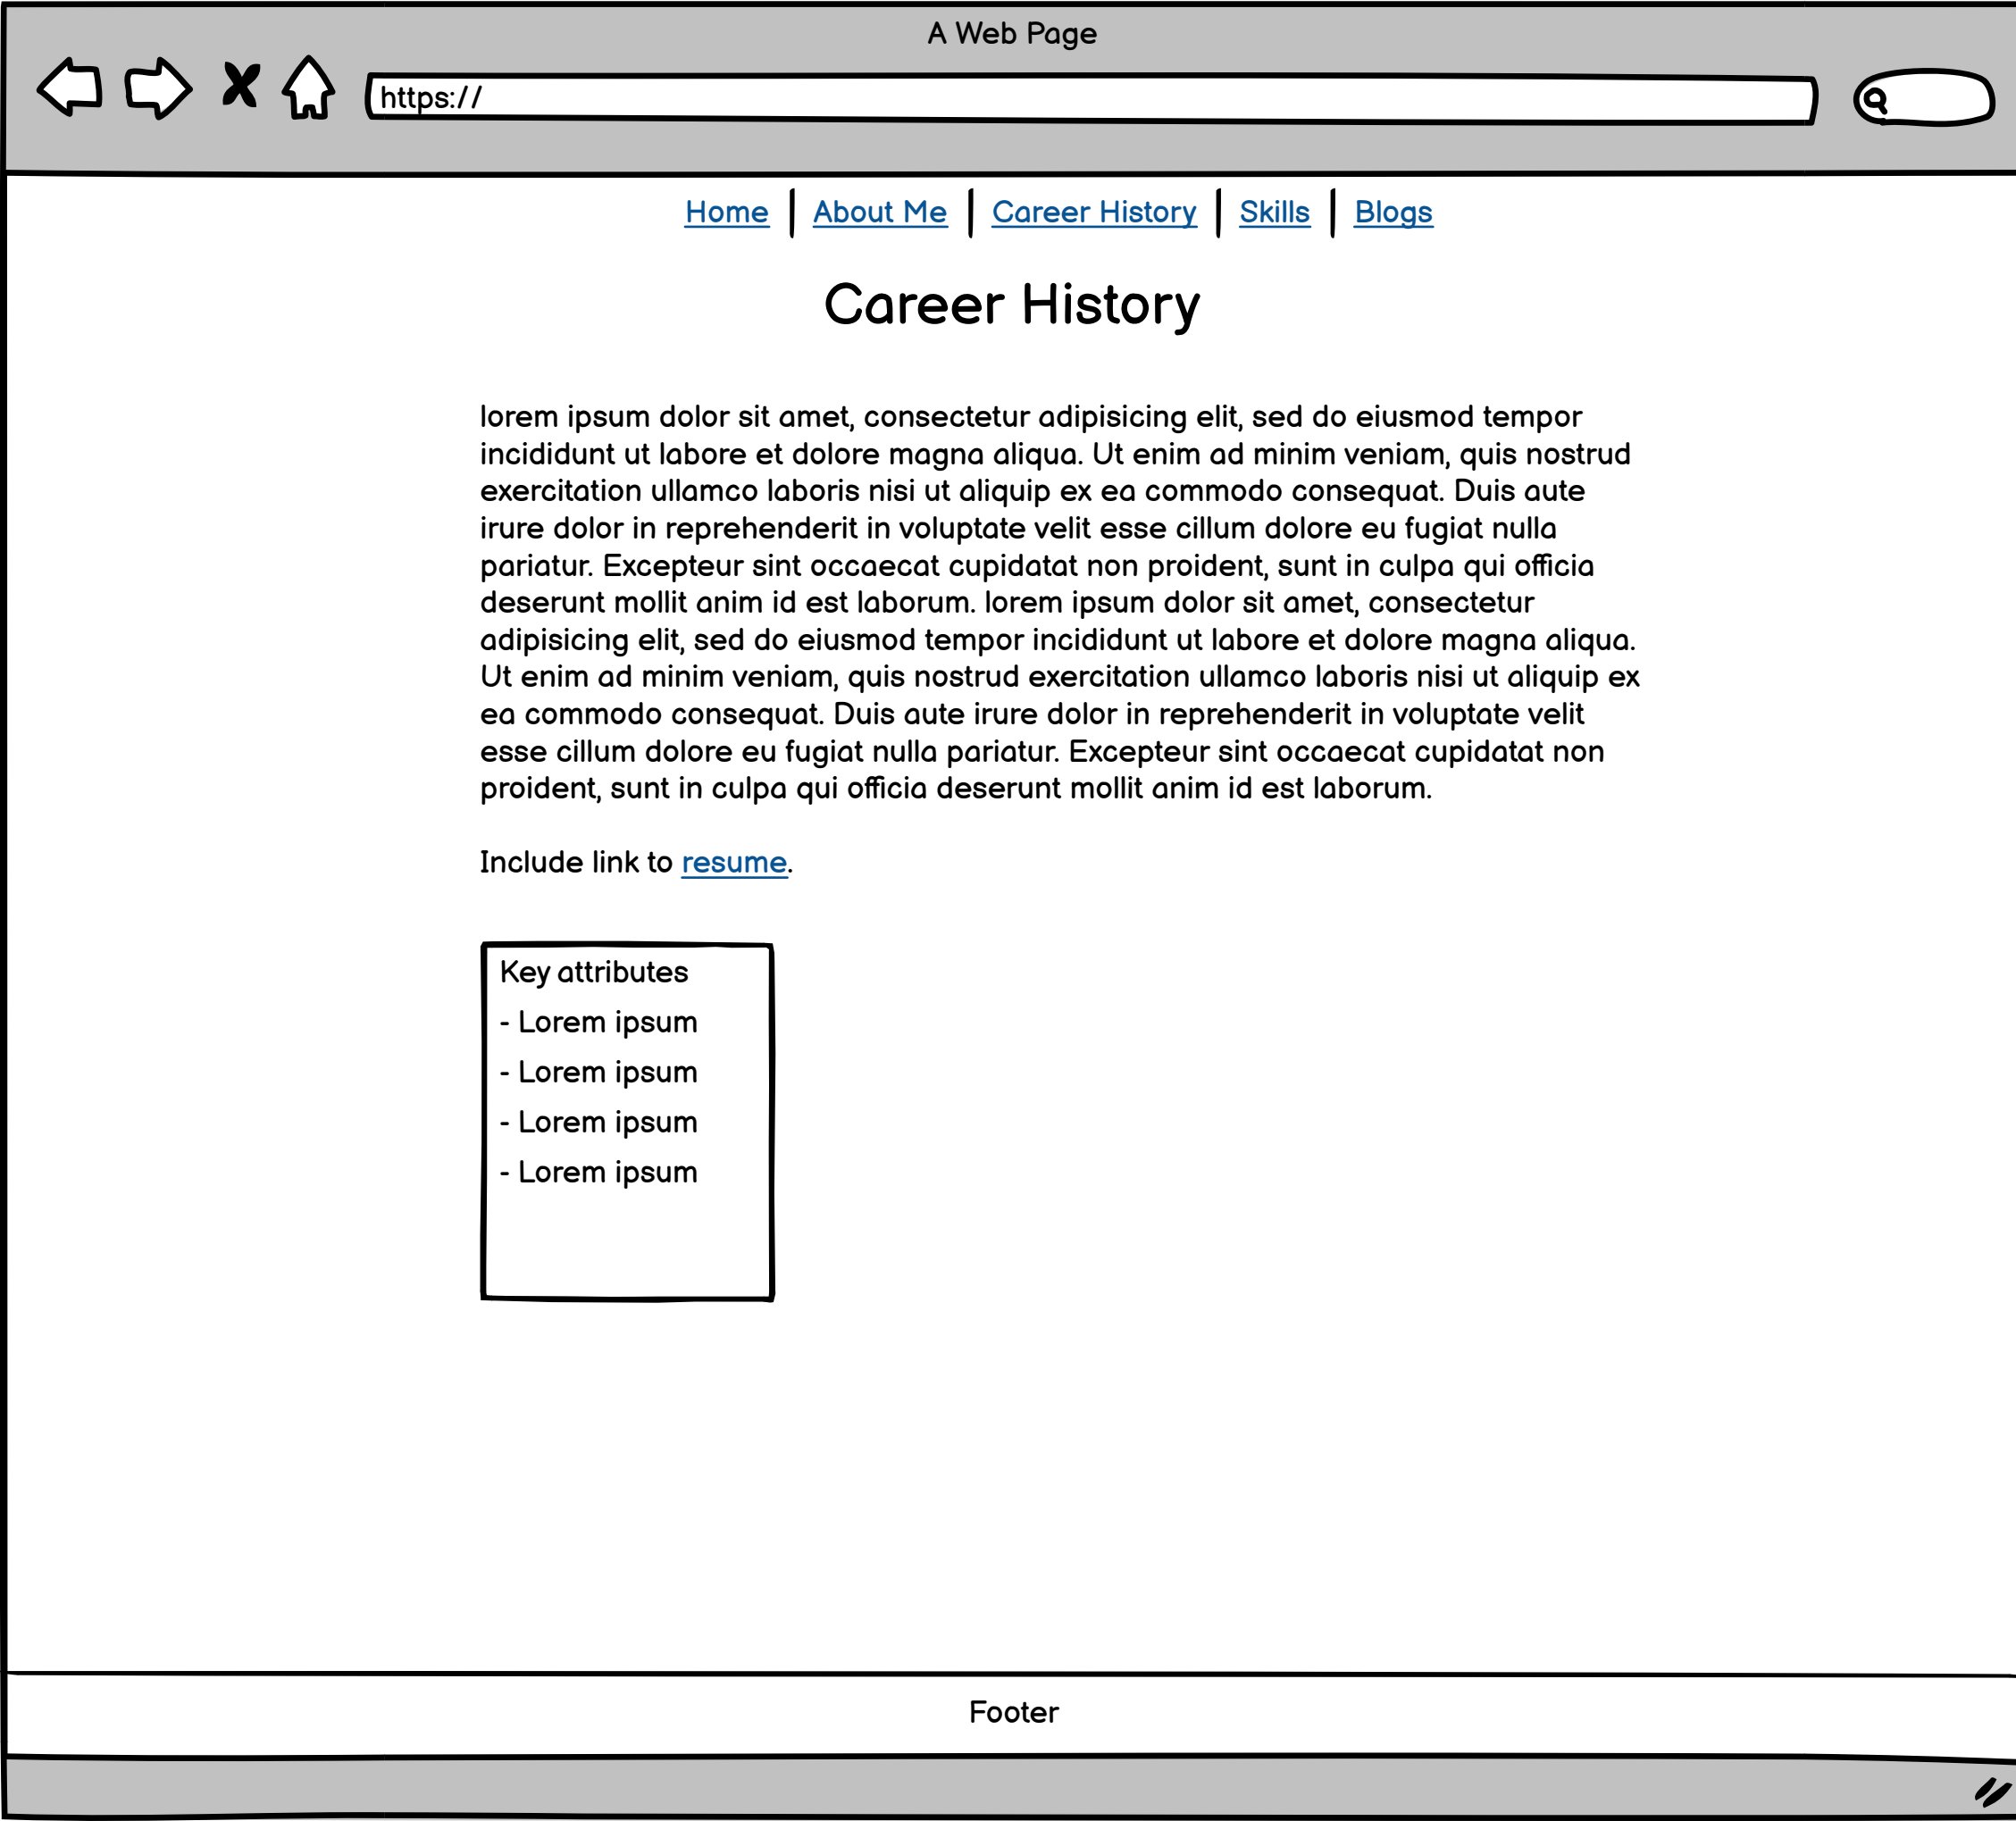 A Web Page
https://
Home | About Me | Career History | Skills | Blogs
Career History
lorem ipsum dolor sit amet, consectetur adipisicing elit, sed do eiusmod tempor
incididunt ut labore et dolore magna aliqua. Ut enim ad minim veniam, quis nostrud
exercitation ullamco laboris nisi ut aliquip ex ea commodo consequat. Duis aute
irure dolor in reprehenderit in voluptate velit esse cillum dolore eu fugiat nulla
pariatur. Excepteur sint occaecat cupidatat non proident, sunt in culpa qui officia
deserunt mollit anim id est laborum. lorem ipsum dolor sit amet, consectetur
adipisicing elit, sed do eiusmod tempor incididunt ut labore et dolore magna aliqua.
Ut enim ad minim veniam, quis nostrud exercitation ullamco laboris nisi ut aliquip ex
ea commodo consequat. Duis aute irure dolor in reprehenderit in voluptate velit
esse cillum dolore eu fugiat nulla pariatur. Excepteur sint occaecat cupidatat non
proident, sunt in culpa qui officia deserunt mollit anim id est laborum.
Include link to resume.
Key attributes
- Lorem ipsum
- Lorem ipsum
- Lorem ipsum
- Lorem ipsum
Footer